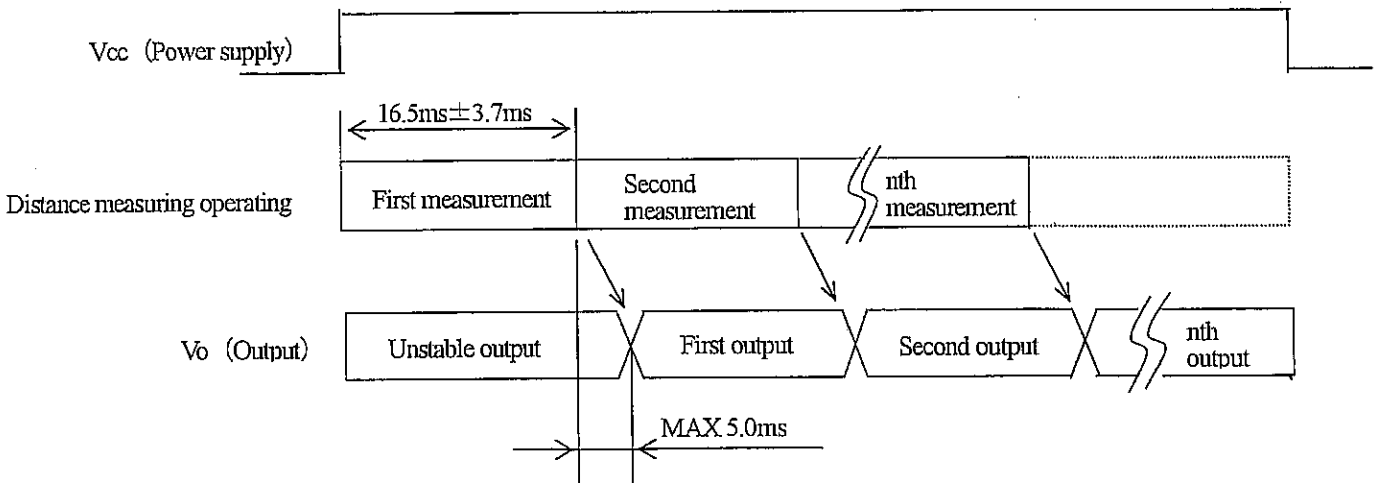 Vcc (Power supply)
16.5ms±3.7ms
Distance measuring operating
First measurement
Second
measurement
nth
measurement
Vo (Output)
Unstable output
First output
Second output
nth
output
MAX 5.0ms